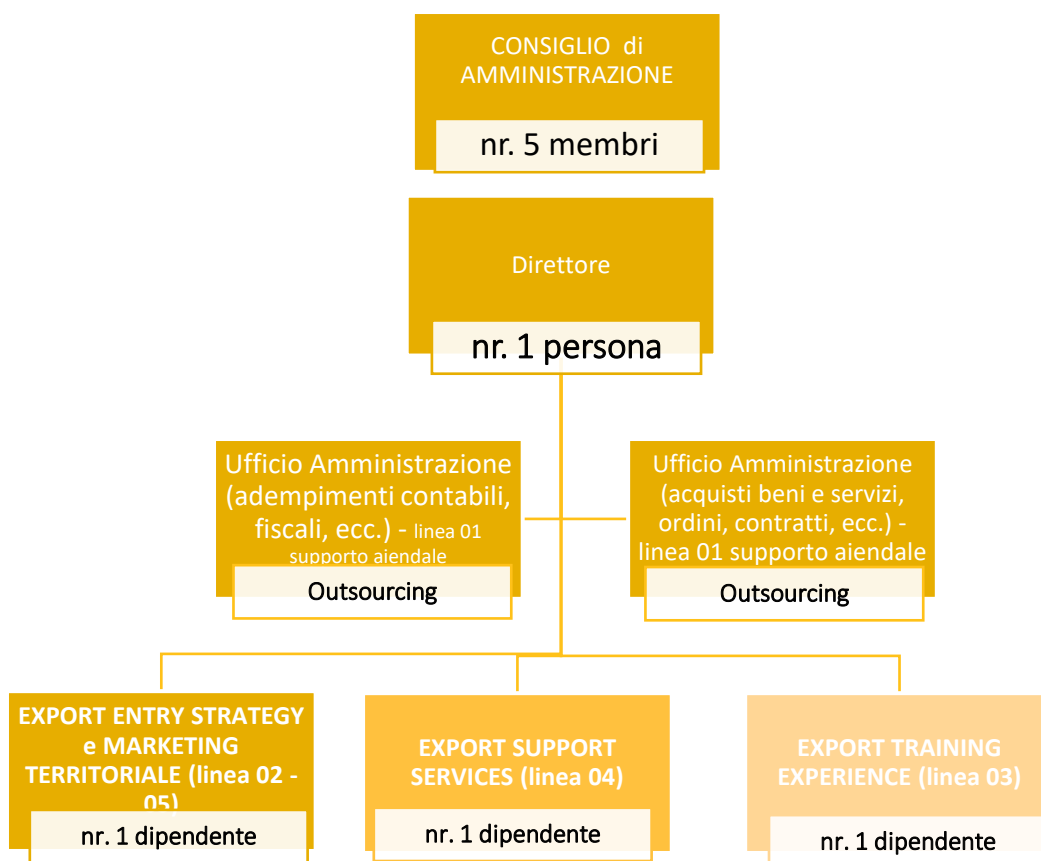 CONSIGLIO di
AMMINISTRAZIONE
nr. 5 membri
Direttore
nr. 1 persona
Ufficio Amministrazione
(adempimenti contabili,
fiscali, ecc.) - linea 01
supporto aiendale
Outsourcing
Ufficio Amministrazione
(acquisti beni e servizi,
ordini, contratti, ecc.) -
linea 01 supporto aiendale
Outsourcing
EXPORT ENTRY STRATEGY
e MARKETING
TERRITORIALE (linea 02 -
05)
nr. 1 dipendente
EXPORT SUPPORT
SERVICES (linea 04)
nr. 1 dipendente
EXPORT TRAINING
EXPERIENCE (linea 03)
nr. 1 dipendente